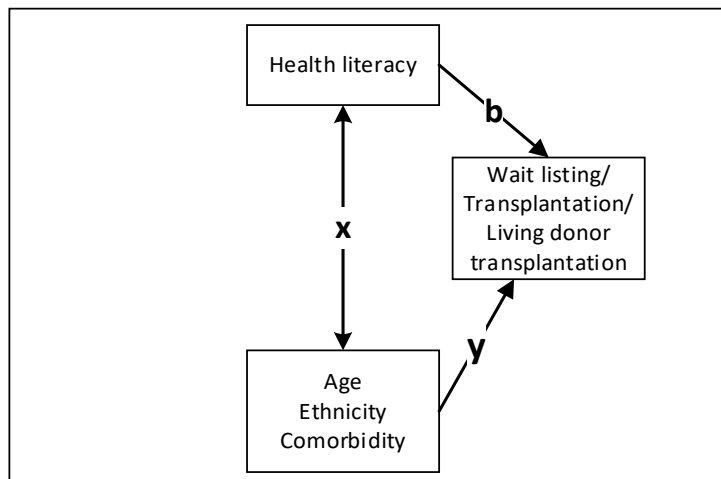 Health literacy
b
Wait listing/
Transplantation/
Living donor
transplantation
x
y
Age
Ethnicity
Comorbidity